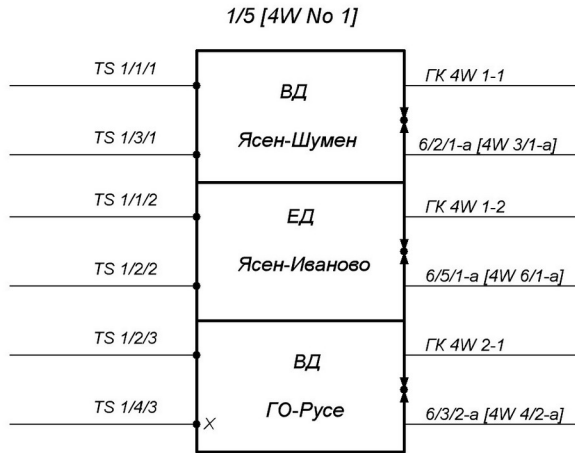 1/5 [4W No 1]
TS 1/1/1
ВД
ГК 4W 1-1
TS 1/3/1
Ясен-Шумен
6/2/1-a [4W 3/1-a]
TS 1/1/2
ЕД
ГК 4W 1-2
TS 1/2/2
Ясен-Иваново
6/5/1-a [4W 6/1-a]
TS 1/2/3
ВД
ГК 4W 2-1
TS 1/4/3
X
ГО-Русе
6/3/2-a [4W 4/2-a]